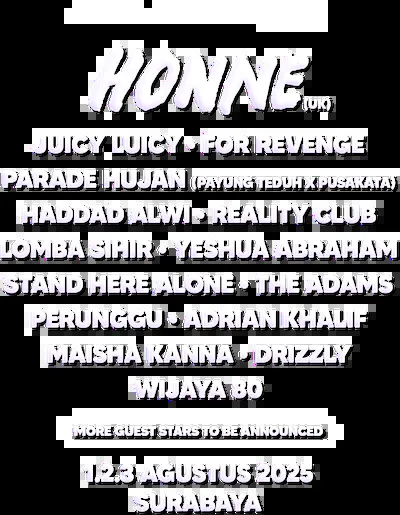 HONNE (UK)
JUICY LUICY • FOR REVENGE
PARADE HUJAN (PAYUNG TEDUH X PUSAKATA)
HADDAD ALWI • REALITY CLUB
LOMBA SIHIR • YESHUA ABRAHAM
STAND HERE ALONE • THE ADAMS
PERUNGGU • ADRIAN KHALIF
MAISHA KANNA • DRIZZLY
WIJAYA 80
MORE GUEST STARS TO BE ANNOUNCED
1.2.3 AGUSTUS 2025
SURABAYA